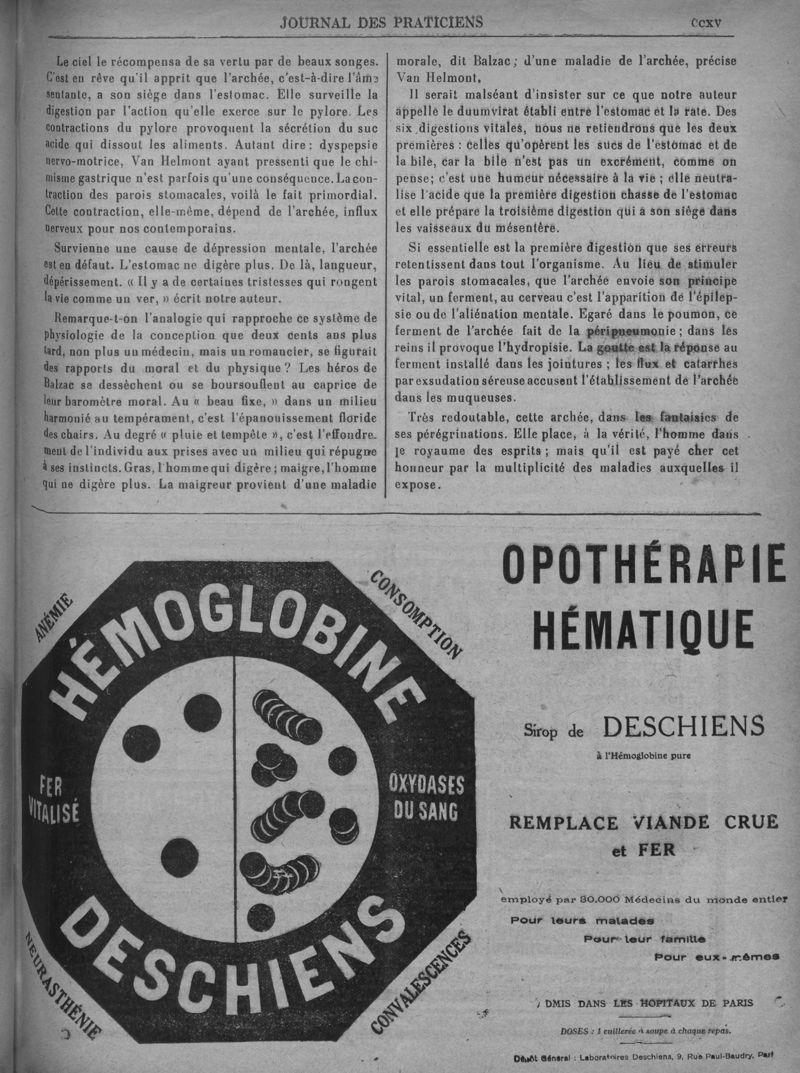 JOURNAL DES PRATICIENS
CCXV
Le ciel le récompensa de sa vertu par de beaux songes.
C'est en rêve qu'il apprit que l'archée, c'est-à-dire l'âme
sentante, a son siège dans l'estomac. Elle surveille la
digestion par l'action qu'elle exerce sur le pylore. Les
contractions du pylore provoquent la sécrétion du suc
acide qui dissout les aliments. Autant dire : dyspepsie
nervo-motrice, Van Helmont ayant pressenti que le chi-
misme gastrique n'est parfois qu'une conséquence. La con-
traction des parois stomacales, voilà le fait primordial.
Cette contraction, elle-même, dépend de l'archée, influx
nerveux pour nos contemporains.
Survienne une cause de dépression mentale, l'archée
est en défaut. L'estomac ne digère plus. De là, langueur,
dépérissement. « Il y a de certaines tristesses qui rongent
la vie comme un ver, » écrit notre auteur.
Remarque-t-on l'analogie qui rapproche ce système de
physiologie de la conception que deux cents ans plus
tard, non plus un médecin, mais un romancier, se figurait
des rapports du moral et du physique ? Les héros de
Balzac se dessèchent ou se boursouflent au caprice de
leur baromètre moral. Au « beau fixe, » dans un milieu
harmonié au tempérament, c'est l'épanouissement floride
des chairs. Au degré « pluie et tempête », c'est l'effondre-
ment de l'individu aux prises avec un milieu qui répugne
à ses instincts. Gras, l'homme qui digère ; maigre, l'homme
qui ne digère plus. La maigreur provient d'une maladie
morale, dit Balzac ; d'une maladie de l'archée, précise
Van Helmont.
Il serait malséant d'insister sur ce que notre auteur
appelle le duumvirat établi entre l'estomac et la rate. Des
six digestions vitales, nous ne retiendrons que les deux
premières : celles qu'opèrent les sucs de l'estomac et de
la bile, car la bile n'est pas un excrément, comme on
pense ; c'est une humeur nécessaire à la vie ; elle neutra-
lise l'acide que la première digestion chasse de l'estomac
et elle prépare la troisième digestion qui a son siège dans
les vaisseaux du mésentère.
Si essentielle est la première digestion que ses erreurs
retentissent dans tout l'organisme. Au lieu de stimuler
les parois stomacales, que l'archée envoie son principe
vital, un ferment, au cerveau c'est l'apparition de l'épilep-
sie ou de l'aliénation mentale. Egaré dans le poumon, ce
ferment de l'archée fait de la péripneumonie ; dans les
reins il provoque l'hydropisie. La goutte est la réponse au
ferment installé dans les jointures ; les flux et catarrhes
par exsudation séreuse accusent l'établissement de l'archée
dans les muqueuses.
Très redoutable, cette archée, dans les fantaisies de
ses pérégrinations. Elle place, à la vérité, l'homme dans
le royaume des esprits ; mais qu'il est payé cher cet
honneur par la multiplicité des maladies auxquelles il
expose.
ANÉMIE
CONSOMPTION
HÉMOGLOBINE
FER
VITALISÉ
OXYDASES
DU SANG
DESCHIENS
NEURASTHÉNIE
CONVALESCENCES
OPOTHÉRAPIE
HÉMATIQUE
Sirop de DESCHIENS
à l'Hémoglobine pure
REMPLACE VIANDE CRUE
et FER
employé par 30.000 Médecins du monde entier
Pour leurs malades
Pour leur famille
Pour eux-mêmes
DMIS DANS LES HOPITAUX DE PARIS
DOSES : 1 cuillerée à soupe à chaque repas.
Dépôt Général : Laboratoires Deschiens, 9, Rue Paul-Baudry, Paris